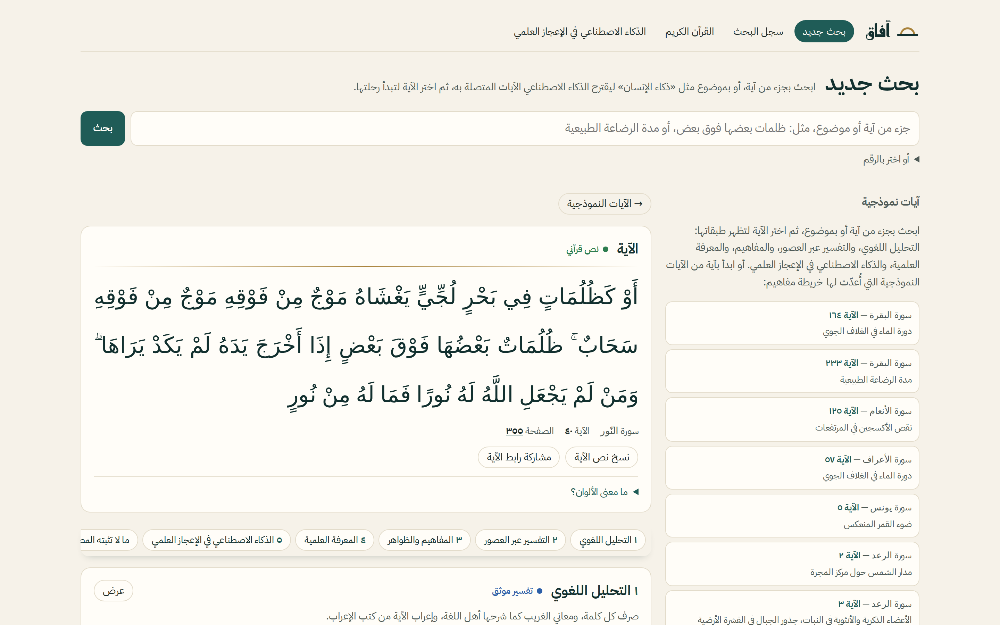 آفاق
بحث جديد
سجل البحث
القرآن الكريم
الذكاء الاصطناعي في الإعجاز العلمي
بحث جديد
ابحث بجزء من آية، أو بموضوع مثل «ذكاء الإنسان» ليقترح الذكاء الاصطناعي الآيات المتصلة به، ثم اختر الآية لتبدأ رحلتها.
جزء من آية أو موضوع، مثل: ظلمات بعضها فوق بعض، أو مدة الرضاعة الطبيعية
بحث
أو اختر بالرقم
آيات نموذجية
ابحث بجزء من آية أو بموضوع، ثم اختر الآية لتظهر طبقاتها:
التحليل اللغوي، والتفسير عبر العصور، والمفاهيم، والمعرفة
العلمية، والذكاء الاصطناعي في الإعجاز العلمي. أو ابدأ بآية من الآيات
النموذجية التي أُعدّت لها خريطة مفاهيم:
سورة البقرة — الآية ١٦٤
دورة الماء في الغلاف الجوي
سورة البقرة — الآية ٢٣٣
مدة الرضاعة الطبيعية
سورة الأنعام — الآية ١٢٥
نقص الأكسجين في المرتفعات
سورة الأعراف — الآية ٥٧
دورة الماء في الغلاف الجوي
سورة يونس — الآية ٥
ضوء القمر المنعكس
سورة الرعد — الآية ٢
مدار الشمس حول مركز المجرة
سورة الرعد — الآية ٣
الأعضاء الذكرية والأنثوية في النبات، جذور الجبال في القشرة الأرضية
→ الآيات النموذجية
الآية
نص قرآني
أَوْ كَظُلُمَاتٍ فِي بَحْرٍ لُجِّيٍّ يَغْشَاهُ مَوْجٌ مِنْ فَوْقِهِ مَوْجٌ مِنْ فَوْقِهِ
سَحَابٌ ۚ ظُلُمَاتٌ بَعْضُهَا فَوْقَ بَعْضٍ إِذَا أَخْرَجَ يَدَهُ لَمْ يَكَدْ يَرَاهَا ۗ
وَمَنْ لَمْ يَجْعَلِ اللَّهُ لَهُ نُورًا فَمَا لَهُ مِنْ نُورٍ
سورة النّور الآية ٤٠ الصفحة ٣٥٥
نسخ نص الآية
مشاركة رابط الآية
ما معنى الألوان؟
١ التحليل اللغوي
٢ التفسير عبر العصور
٣ المفاهيم والظواهر
٤ المعرفة العلمية
٥ الذكاء الاصطناعي في الإعجاز العلمي
ما لا تثبته
١ التحليل اللغوي
تفسير موثق
عرض
صرف كل كلمة، ومعاني الغريب كما شرحها أهل اللغة، وإعراب الآية من كتب الإعراب.